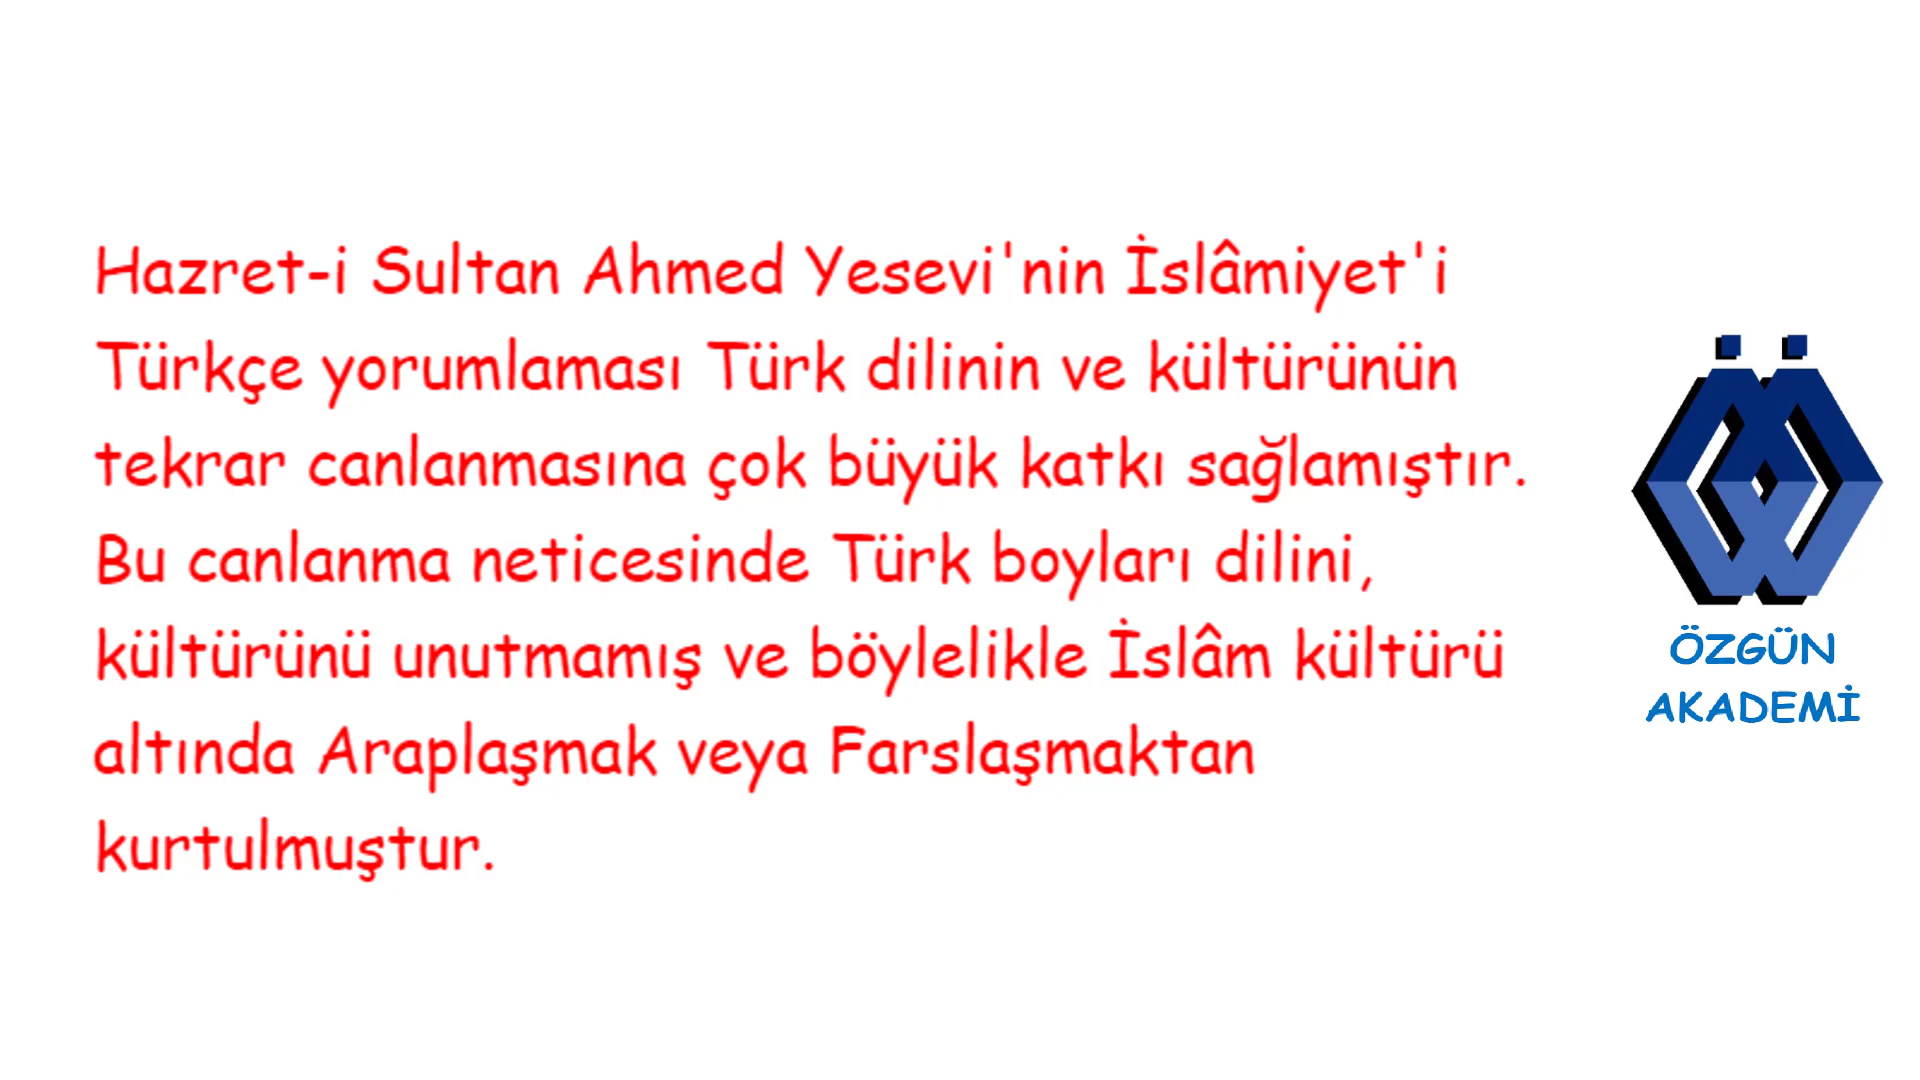 Hazret-i Sultan Ahmed Yesevi'nin İslâmiyet'i
Türkçe yorumlaması Türk dilinin ve kültürünün
tekrar canlanmasına çok büyük katkı sağlamıştır.
Bu canlanma neticesinde Türk boyları dilini,
kültürünü unutmamış ve böylelikle İslâm kültürü
altında Araplaşmak veya Farslaşmaktan
kurtulmuştur.
ÖZGÜN
AKADEMİ